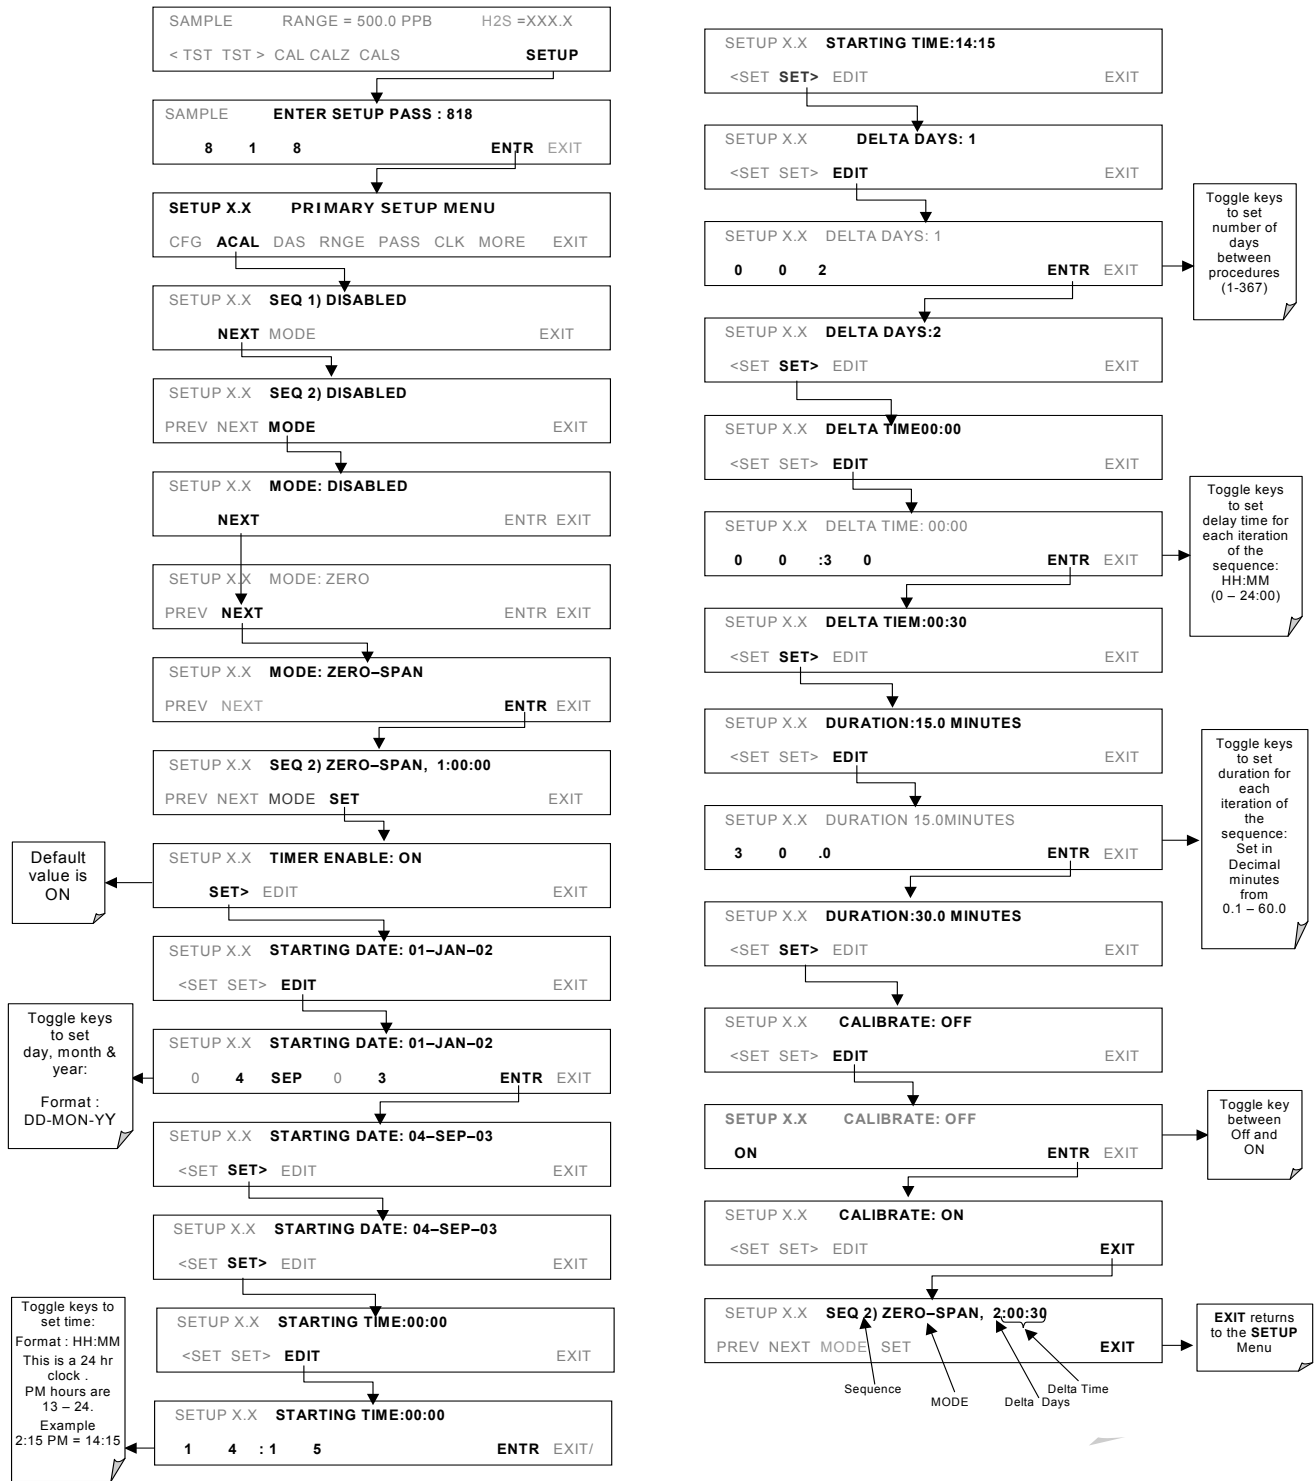 SAMPLE RANGE = 500.0 PPB H2S =XXX.X
< TST TST > CAL CALZ CALS SETUP
SAMPLE ENTER SETUP PASS : 818
8 1 8 ENTR EXIT
SETUP X.X PRIMARY SETUP MENU
CFG ACAL DAS RNGE PASS CLK MORE EXIT
SETUP X.X SEQ 1) DISABLED
NEXT MODE EXIT
SETUP X.X SEQ 2) DISABLED
PREV NEXT MODE EXIT
SETUP X.X MODE: DISABLED
NEXT ENTR EXIT
SETUP X.X MODE: ZERO
PREV NEXT ENTR EXIT
SETUP X.X MODE: ZERO–SPAN
PREV NEXT ENTR EXIT
SETUP X.X SEQ 2) ZERO–SPAN, 1:00:00
PREV NEXT MODE SET EXIT
SETUP X.X TIMER ENABLE: ON
SET> EDIT EXIT
Default
value is
ON
SETUP X.X STARTING DATE: 01–JAN–02
<SET SET> EDIT EXIT
SETUP X.X STARTING DATE: 01–JAN–02
0 4 SEP 0 3 ENTR EXIT
Toggle keys
to set
day, month &
year:
Format :
DD-MON-YY
SETUP X.X STARTING DATE: 04–SEP–03
<SET SET> EDIT EXIT
SETUP X.X STARTING DATE: 04–SEP–03
<SET SET> EDIT EXIT
SETUP X.X STARTING TIME:00:00
<SET SET> EDIT EXIT
SETUP X.X STARTING TIME:00:00
1 4 : 1 5 ENTR EXIT/
Toggle keys to
set time:
Format : HH:MM
This is a 24 hr
clock .
PM hours are
13 – 24.
Example
2:15 PM = 14:15
SETUP X.X STARTING TIME:14:15
<SET SET> EDIT EXIT
SETUP X.X DELTA DAYS: 1
<SET SET> EDIT EXIT
SETUP X.X DELTA DAYS: 1
0 0 2 ENTR EXIT
Toggle keys
to set
number of
days
between
procedures
(1-367)
SETUP X.X DELTA DAYS:2
<SET SET> EDIT EXIT
SETUP X.X DELTA TIME00:00
<SET SET> EDIT EXIT
SETUP X.X DELTA TIME: 00:00
0 0 :3 0 ENTR EXIT
Toggle keys
to set
delay time for
each iteration
of the
sequence:
HH:MM
(0 – 24:00)
SETUP X.X DELTA TIEM:00:30
<SET SET> EDIT EXIT
SETUP X.X DURATION:15.0 MINUTES
<SET SET> EDIT EXIT
SETUP X.X DURATION 15.0MINUTES
3 0 .0 ENTR EXIT
Toggle keys
to set
duration for
each
iteration of
the
sequence:
Set in
Decimal
minutes
from
0.1 – 60.0
SETUP X.X DURATION:30.0 MINUTES
<SET SET> EDIT EXIT
SETUP X.X CALIBRATE: OFF
<SET SET> EDIT EXIT
SETUP X.X CALIBRATE: OFF
ON ENTR EXIT
Toggle key
between
Off and
ON
SETUP X.X CALIBRATE: ON
<SET SET> EDIT EXIT
SETUP X.X SEQ 2) ZERO–SPAN, 2:00:30
PREV NEXT MODE SET EXIT
EXIT returns
to the SETUP
Menu
Sequence
MODE
Delta Days
Delta Time